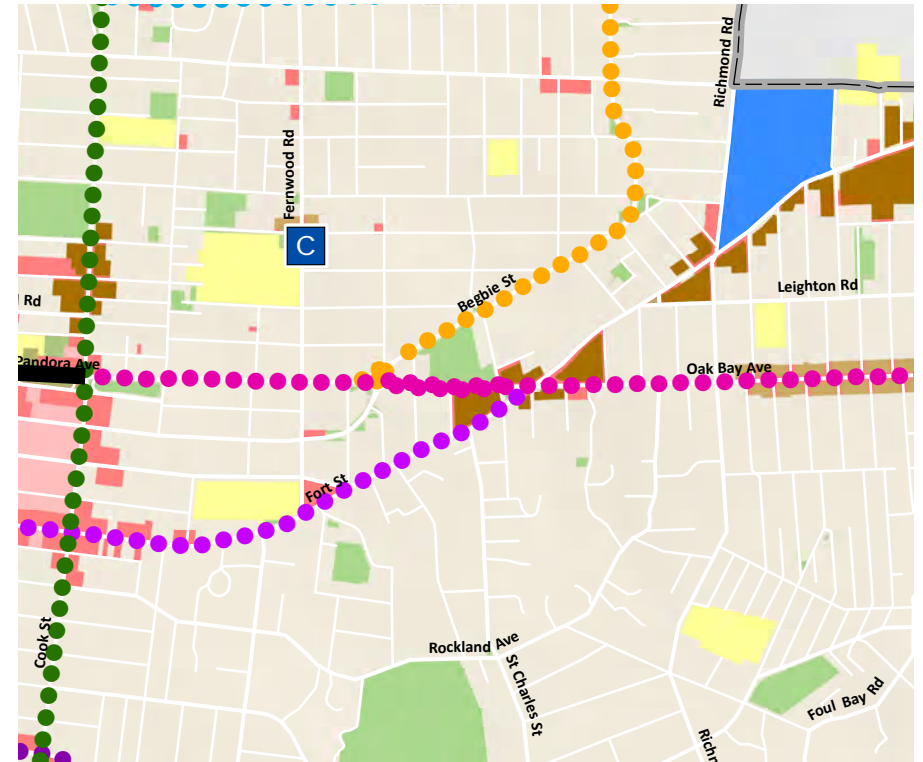 Richmond Rd
Fernwood Rd
C
Begbie St
Leighton Rd
l Rd
Pandora Ave
Oak Bay Ave
Fort St
Cook St
Rockland Ave
St Charles St
Foul Bay Rd
Richm